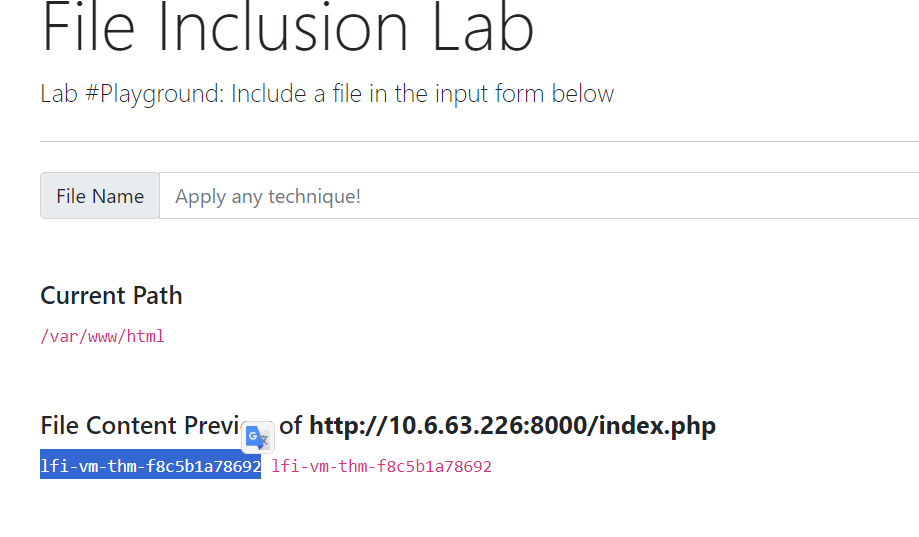 File Inclusion Lab
Lab #Playground: Include a file in the input form below
File Name Apply any technique!
Current Path
/var/www/html
File Content Previ of http://10.6.63.226:8000/index.php
lfi-vm-thm-f8c5b1a78692 lfi-vm-thm-f8c5b1a78692